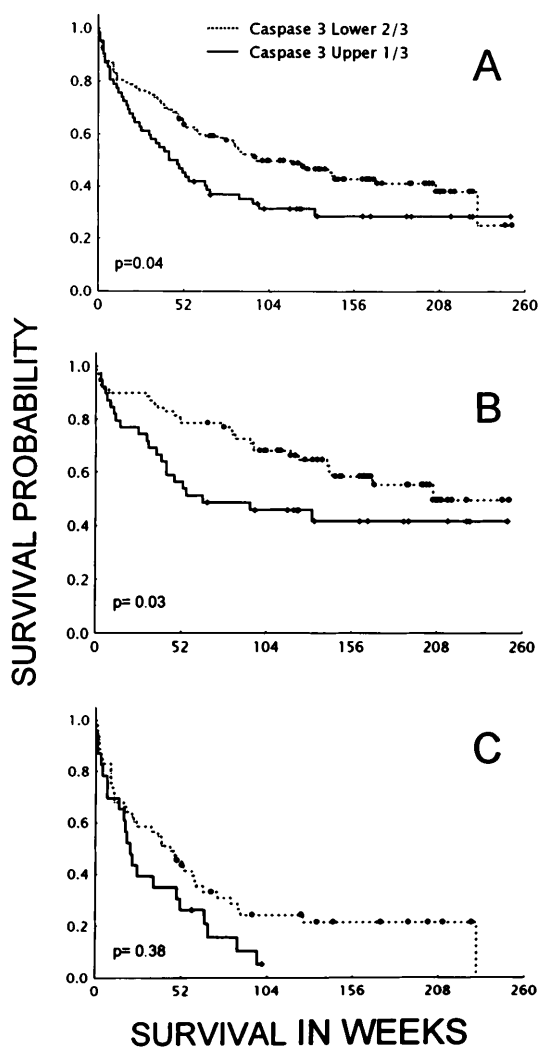 Caspase 3 Lower 2/3
Caspase 3 Upper 1/3
A
1.0
0.8
0.6
0.4
0.2
0.0
p=0.04
0 52 104 156 208 260
B
1.0
0.8
0.6
0.4
0.2
0.0
p= 0.03
0 52 104 156 208 260
C
1.0
0.8
0.6
0.4
0.2
0.0
p= 0.38
0 52 104 156 208 260
SURVIVAL PROBABILITY
SURVIVAL IN WEEKS